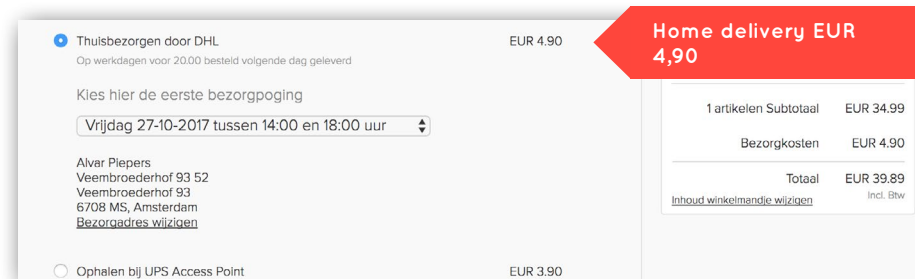 Thuisbezorgen door DHL EUR 4.90
Op werkdagen voor 20.00 besteld volgende dag geleverd
Kies hier de eerste bezorgpoging
Vrijdag 27-10-2017 tussen 14:00 en 18:00 uur
Alvar Piepers
Veembroederhof 93 52
Veembroederhof 93
6708 MS, Amsterdam
Bezorgadres wijzigen
Ophalen bij UPS Access Point EUR 3.90
Home delivery EUR
4,90
1 artikelen Subtotaal EUR 34.99
Bezorgkosten EUR 4.90
Totaal EUR 39.89
Inhoud winkelmandje wijzigen Incl. Btw